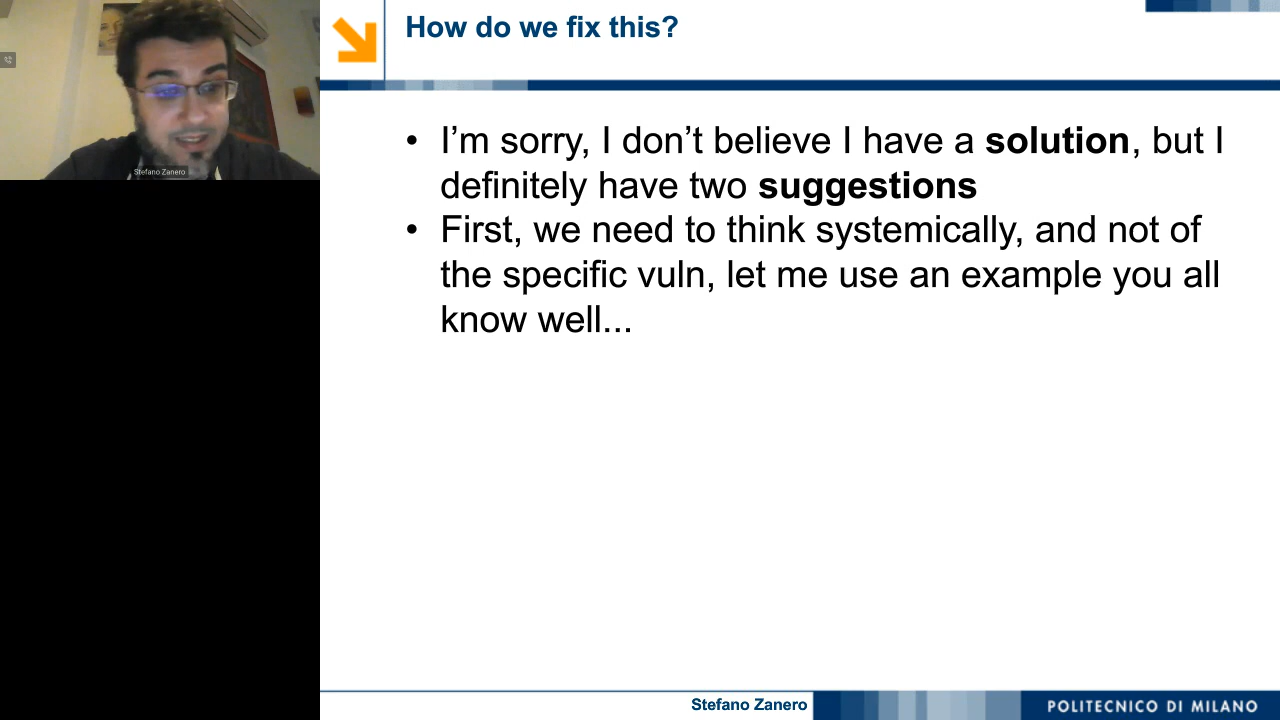 How do we fix this?
Stefano Zanero
• I’m sorry, I don’t believe I have a solution, but I
definitely have two suggestions
• First, we need to think systemically, and not of
the specific vuln, let me use an example you all
know well...
Stefano Zanero
POLITECNICO DI MILANO